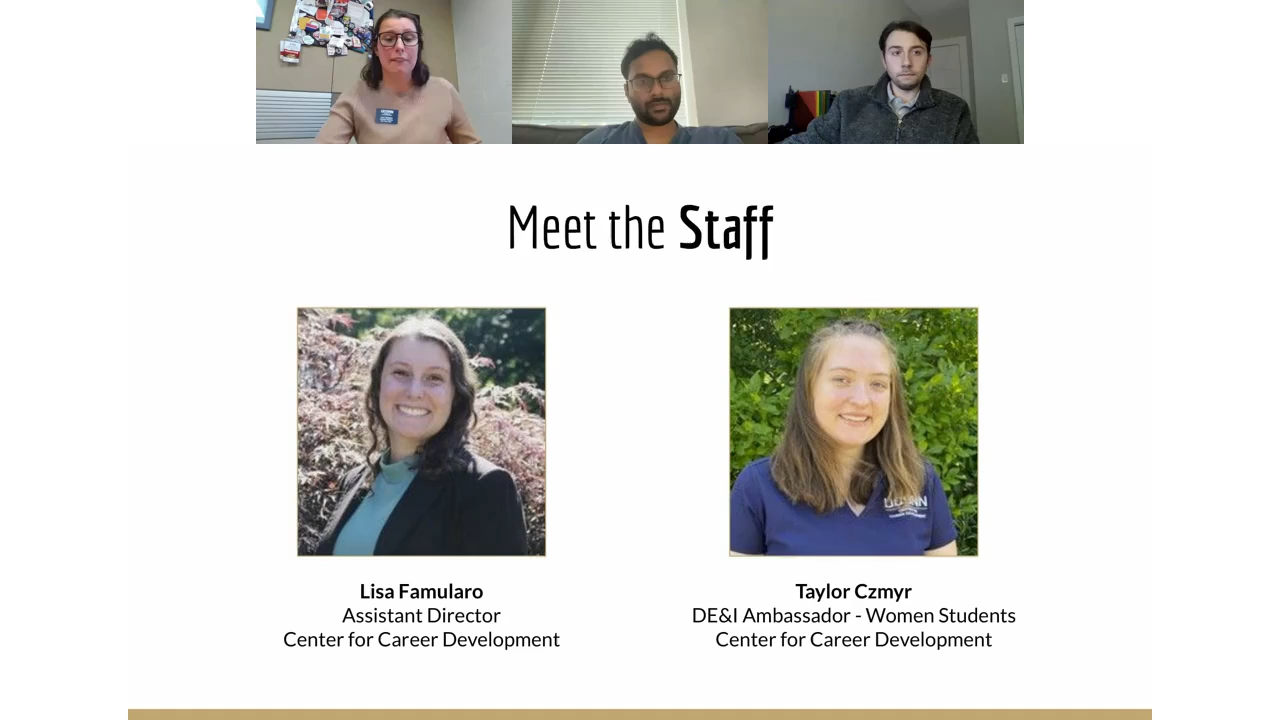 Meet the Staff
Lisa Famularo
Assistant Director
Center for Career Development
Taylor Czmyr
DE&I Ambassador - Women Students
Center for Career Development
UCONN